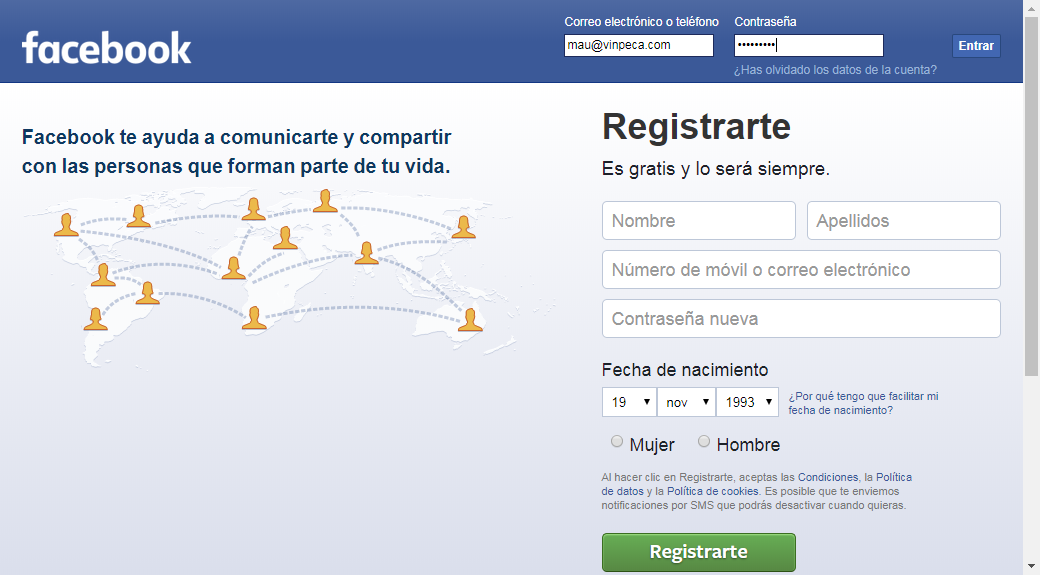 facebook
Correo electrónico o teléfono
Contraseña
mau@vinpeca.com
•••••••••
Entrar
¿Has olvidado los datos de la cuenta?
Facebook te ayuda a comunicarte y compartir
con las personas que forman parte de tu vida.
Registrarte
Es gratis y lo será siempre.
Nombre
Apellidos
Número de móvil o correo electrónico
Contraseña nueva
Fecha de nacimiento
19
nov
1993
¿Por qué tengo que facilitar mi
fecha de nacimiento?
Mujer
Hombre
Al hacer clic en Registrarte, aceptas las Condiciones, la Política
de datos y la Política de cookies. Es posible que te enviemos
notificaciones por SMS que podrás desactivar cuando quieras.
Registrarte